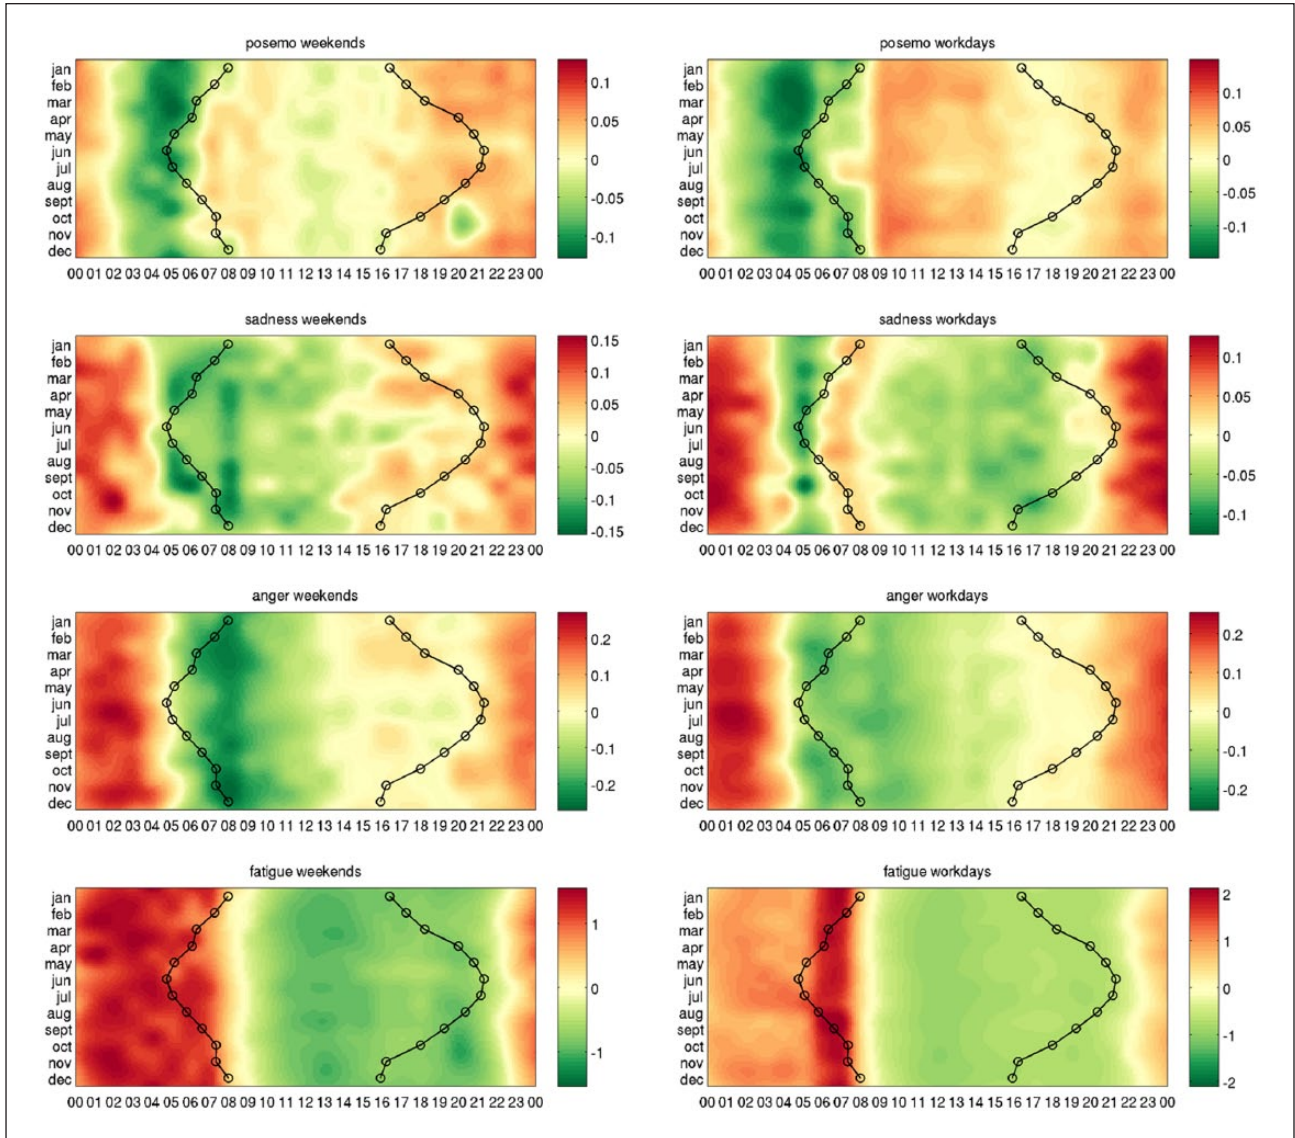 posemo weekends
jan
feb
mar
apr
may
jun
jul
aug
sept
oct
nov
dec
00 01 02 03 04 05 06 07 08 09 10 11 12 13 14 15 16 17 18 19 20 21 22 23 00
0.1
0.05
0
-0.05
-0.1
posemo workdays
jan
feb
mar
apr
may
jun
jul
aug
sept
oct
nov
dec
00 01 02 03 04 05 06 07 08 09 10 11 12 13 14 15 16 17 18 19 20 21 22 23 00
0.1
0.05
0
-0.05
-0.1
sadness weekends
jan
feb
mar
apr
may
jun
jul
aug
sept
oct
nov
dec
00 01 02 03 04 05 06 07 08 09 10 11 12 13 14 15 16 17 18 19 20 21 22 23 00
0.15
0.1
0.05
0
-0.05
-0.1
-0.15
sadness workdays
jan
feb
mar
apr
may
jun
jul
aug
sept
oct
nov
dec
00 01 02 03 04 05 06 07 08 09 10 11 12 13 14 15 16 17 18 19 20 21 22 23 00
0.1
0.05
0
-0.05
-0.1
anger weekends
jan
feb
mar
apr
may
jun
jul
aug
sept
oct
nov
dec
00 01 02 03 04 05 06 07 08 09 10 11 12 13 14 15 16 17 18 19 20 21 22 23 00
0.2
0.1
0
-0.1
-0.2
anger workdays
jan
feb
mar
apr
may
jun
jul
aug
sept
oct
nov
dec
00 01 02 03 04 05 06 07 08 09 10 11 12 13 14 15 16 17 18 19 20 21 22 23 00
0.2
0.1
0
-0.1
-0.2
fatigue weekends
jan
feb
mar
apr
may
jun
jul
aug
sept
oct
nov
dec
00 01 02 03 04 05 06 07 08 09 10 11 12 13 14 15 16 17 18 19 20 21 22 23 00
1
0
-1
fatigue workdays
jan
feb
mar
apr
may
jun
jul
aug
sept
oct
nov
dec
00 01 02 03 04 05 06 07 08 09 10 11 12 13 14 15 16 17 18 19 20 21 22 23 00
2
1
0
-1
-2